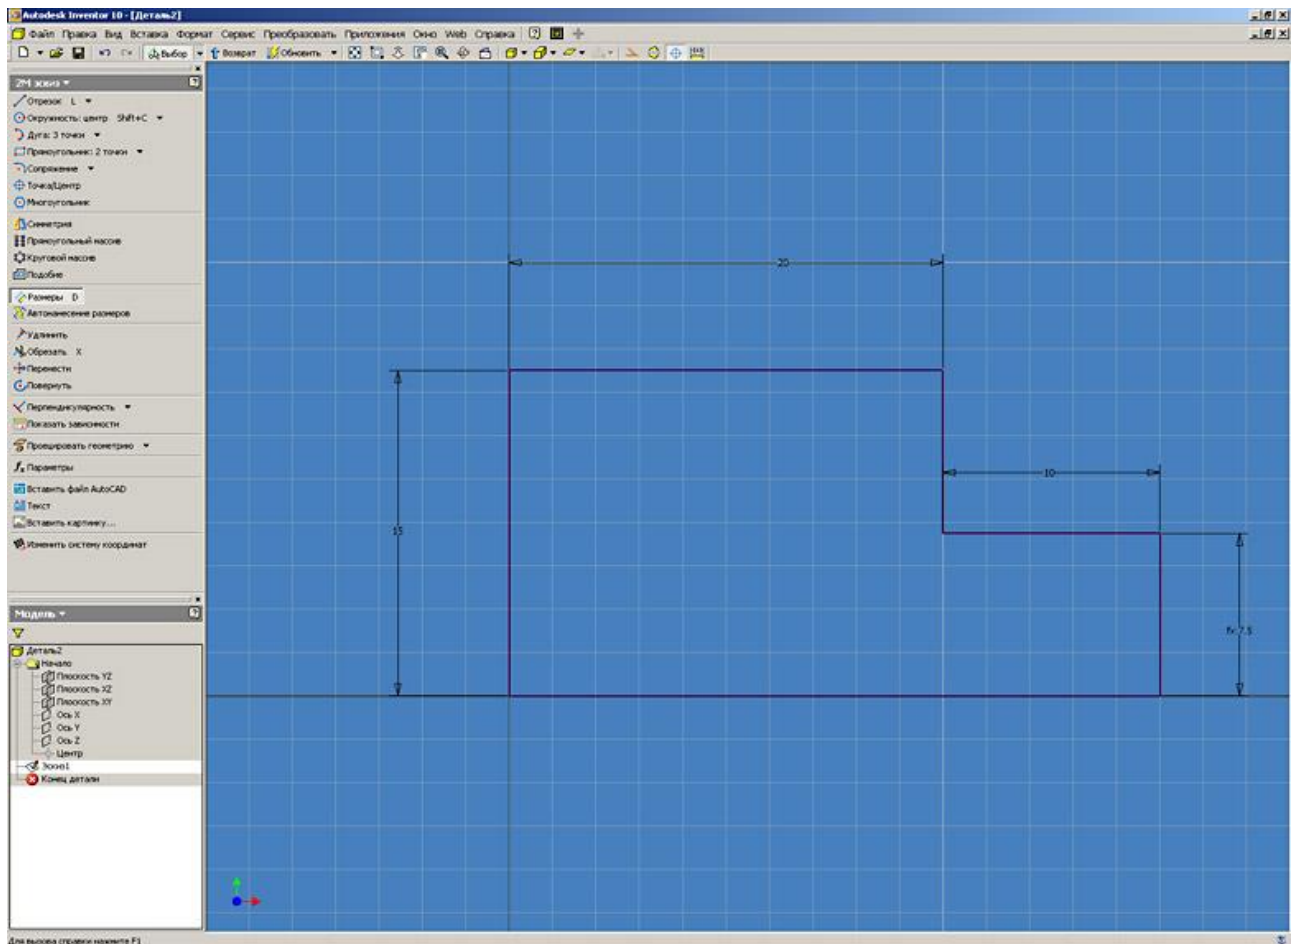 Autodesk Inventor 10 - [Деталь2]
Файл Правка Вид Вставка Формат Сервис Преобразовать Приложения Окно Web Справка
Выбор Возврат Обновить
2М эскиз
Отрезок L
Окружность: центр Shift+C
Дуга: 3 точки
Прямоугольник: 2 точки
Сопряжение
Точка/Центр
Многоугольник
Симметрия
Прямоугольный массив
Круговой массив
Подобие
Размеры D
Автонанесение размеров
Удлинить
Обрезать X
Перенести
Повернуть
Перпендикулярность
Показать зависимости
Проецировать геометрию
fx Параметры
Вставить файл AutoCAD
Текст
Вставить картинку...
Изменить систему координат
20
10
15
fx: 7.5
Модель
Деталь2
Начало
Плоскость YZ
Плоскость XZ
Плоскость XY
Ось X
Ось Y
Ось Z
Центр
Эскиз1
Конец детали
Для вызова справки нажмите F1